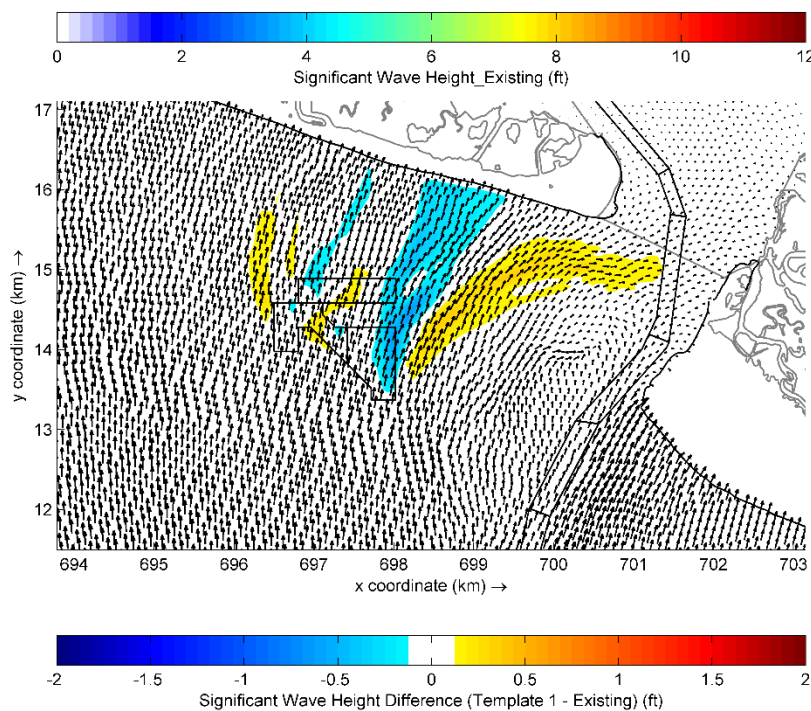 0 2 4 6 8 10 12
Significant Wave Height_Existing (ft)
17
16
15
14
13
12
y coordinate (km) →
694 695 696 697 698 699 700 701 702 703
x coordinate (km) →
-2 -1.5 -1 -0.5 0 0.5 1 1.5 2
Significant Wave Height Difference (Template 1 - Existing) (ft)